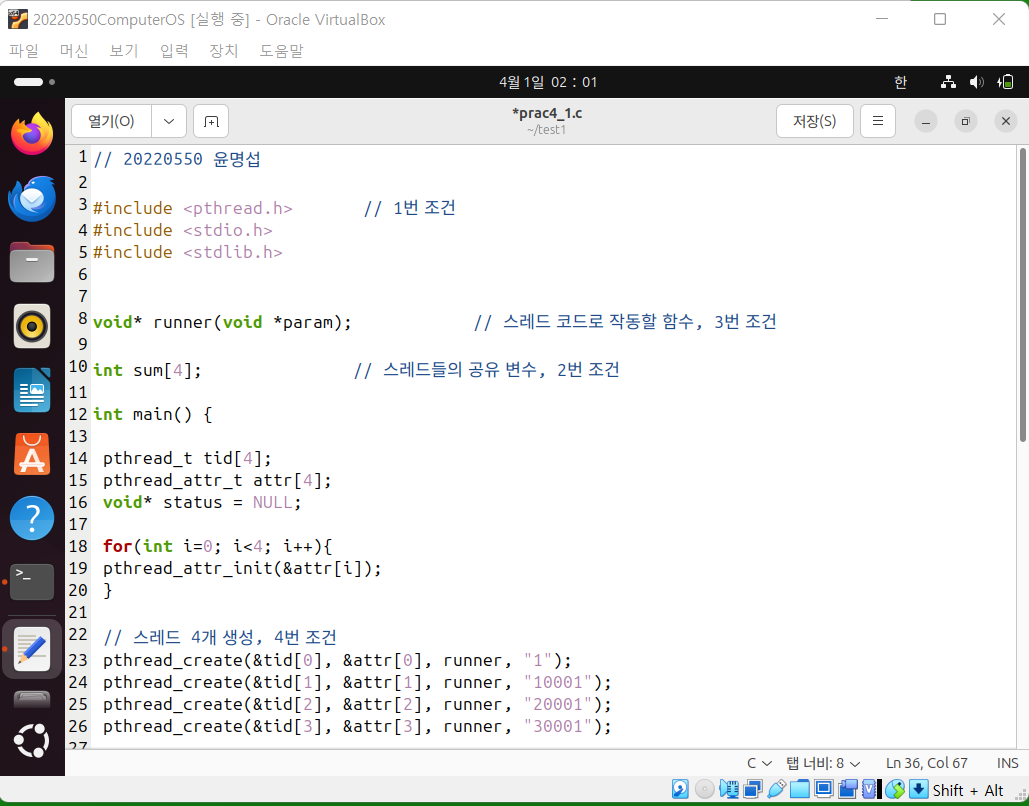 20220550ComputerOS [실행 중] - Oracle VirtualBox
파일 머신 보기 입력 장치 도움말
4월 1일 02 : 01 한
열기(O) *prac4_1.c 저장(S)
~/test1
1 // 20220550 윤명섭
2
3 #include <pthread.h> // 1번 조건
4 #include <stdio.h>
5 #include <stdlib.h>
6
7
8 void* runner(void *param); // 스레드 코드로 작동할 함수, 3번 조건
9
10 int sum[4]; // 스레드들의 공유 변수, 2번 조건
11
12 int main() {
13
14 pthread_t tid[4];
15 pthread_attr_t attr[4];
16 void* status = NULL;
17
18 for(int i=0; i<4; i++){
19 pthread_attr_init(&attr[i]);
20 }
21
22 // 스레드 4개 생성, 4번 조건
23 pthread_create(&tid[0], &attr[0], runner, "1");
24 pthread_create(&tid[1], &attr[1], runner, "10001");
25 pthread_create(&tid[2], &attr[2], runner, "20001");
26 pthread_create(&tid[3], &attr[3], runner, "30001");
27
C 탭 너비: 8 Ln 36, Col 67 INS
Shift + Alt